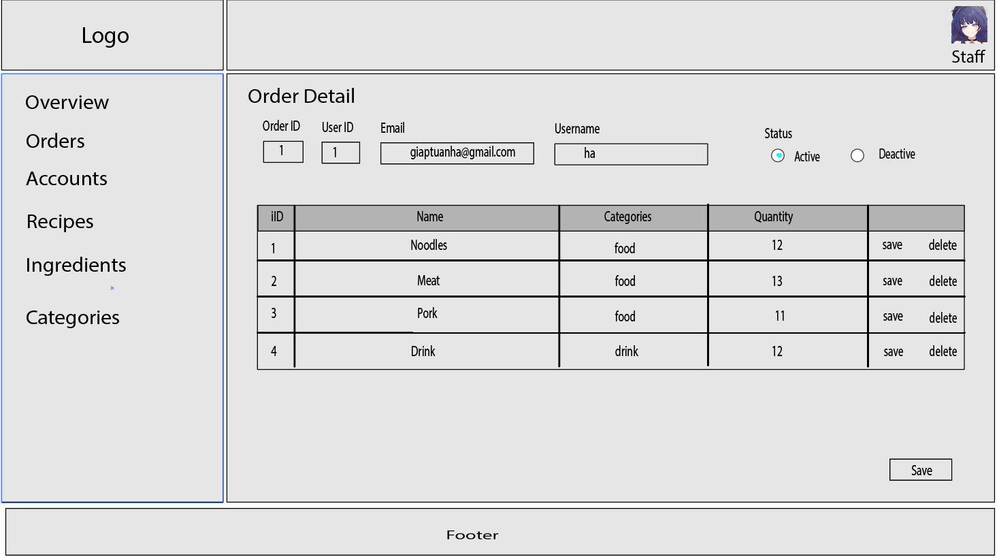 Logo
Staff
Overview
Orders
Accounts
Recipes
Ingredients
Categories
Order Detail
Order ID User ID Email Username Status
1 1 giaptuanha@gmail.com ha Active Deactive
iID Name Categories Quantity
1 Noodles food 12 save delete
2 Meat food 13 save delete
3 Pork food 11 save delete
4 Drink drink 12 save delete
Save
Footer